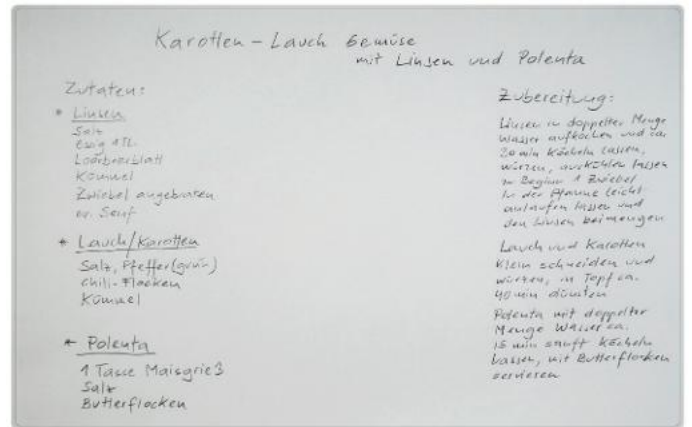 Karotten - Lauch Gemüse
mit Linsen und Polenta
Zutaten:
* Linsen
Salz
Essig 1TL
Loorbeerblatt
Kümmel
Zwiebel angebraten
ev. Senf
* Lauch/Karotten
Salz, Pfeffer (grün)
Chili-Flocken
Kümmel
* Polenta
1 Tasse Maisgrieß
Salz
Butterflocken
Zubereitung:
Linsen in doppelter Menge
Wasser aufkochen und ca.
20 min köcheln lassen,
würzen, auskühlen lassen
zu Beginn 1 Zwiebel
in der Pfanne leicht
anlaufen lassen und
den Linsen beimengen
Lauch und Karotten
klein schneiden und
würzen, in Topf ca.
40 min dünsten
Polenta mit doppelter
Menge Wasser ca.
15 min sanft köcheln
lassen, mit Butterflocken
servieren